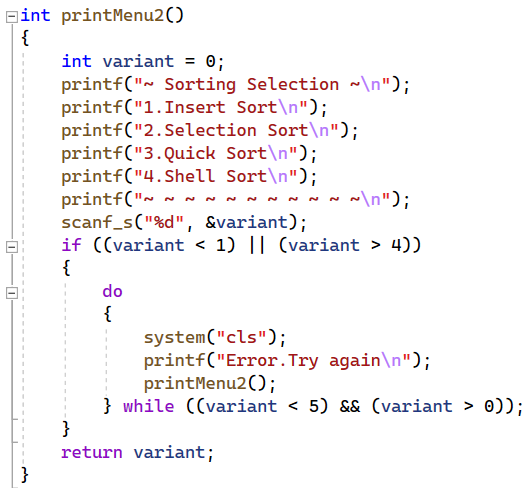 int printMenu2()
{
    int variant = 0;
    printf("~ Sorting Selection ~\n");
    printf("1.Insert Sort\n");
    printf("2.Selection Sort\n");
    printf("3.Quick Sort\n");
    printf("4.Shell Sort\n");
    printf("~ ~ ~ ~ ~ ~ ~ ~ ~ ~ ~\n");
    scanf_s("%d", &variant);
    if ((variant < 1) || (variant > 4))
    {
        do
        {
            system("cls");
            printf("Error.Try again\n");
            printMenu2();
        } while ((variant < 5) && (variant > 0));
    }
    return variant;
}